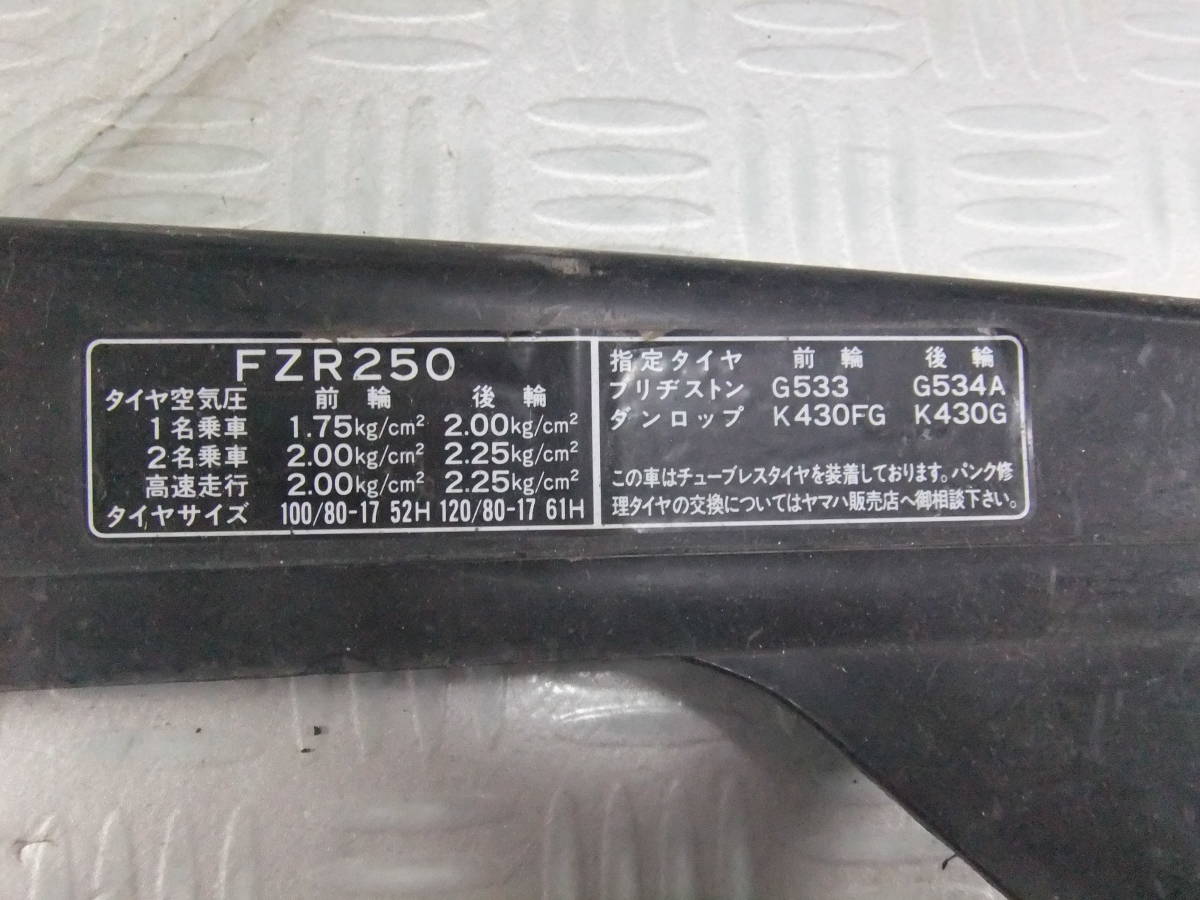 FZR250
タイヤ空気圧 前輪 後輪
1名乗車 1.75kg/cm² 2.00kg/cm²
2名乗車 2.00kg/cm² 2.25kg/cm²
高速走行 2.00kg/cm² 2.25kg/cm²
タイヤサイズ 100/80-17 52H 120/80-17 61H
指定タイヤ 前輪 後輪
ブリヂストン G533 G534A
ダンロップ K430FG K430G
この車はチューブレスタイヤを装着しております。パンク修
理タイヤの交換についてはヤマハ販売店へ御相談下さい。